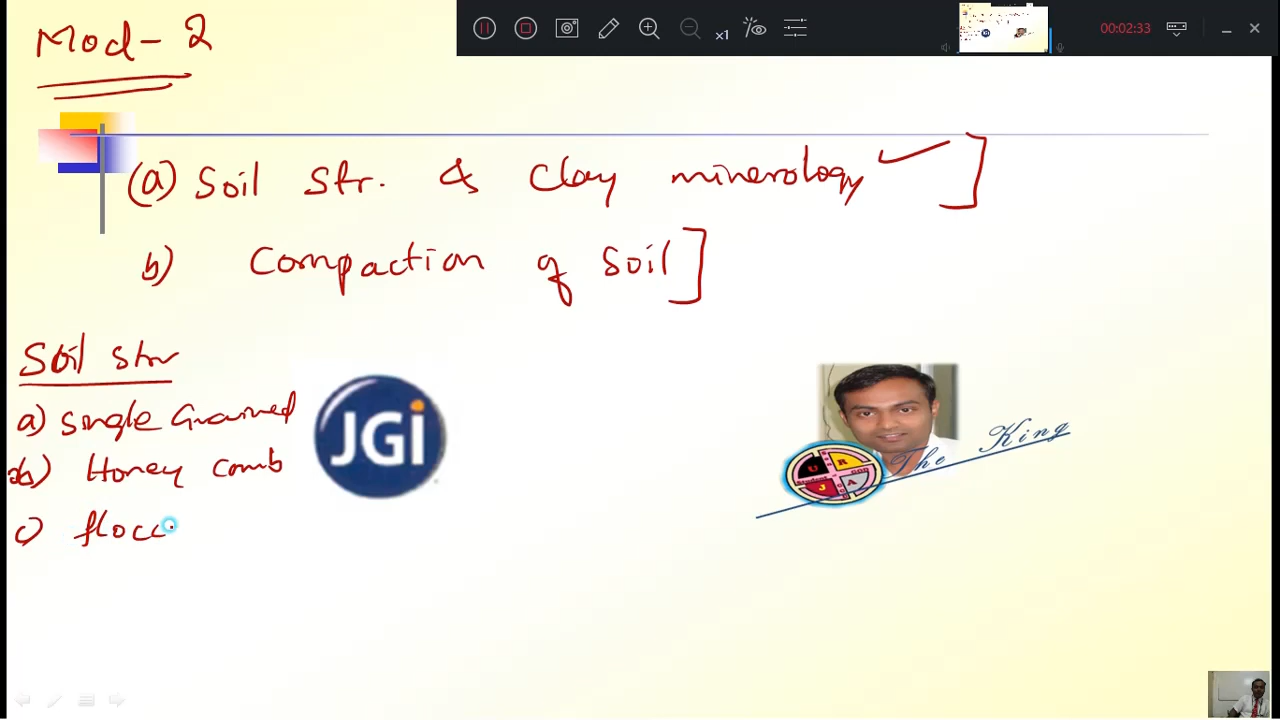 Mod-2
x1
00:02:33
(a) Soil Str. & Clay minerology
b) Compaction of Soil
Soil Str
a) Single Grained
b) Honey comb
c) flocc
JGi
The King
U R
J A